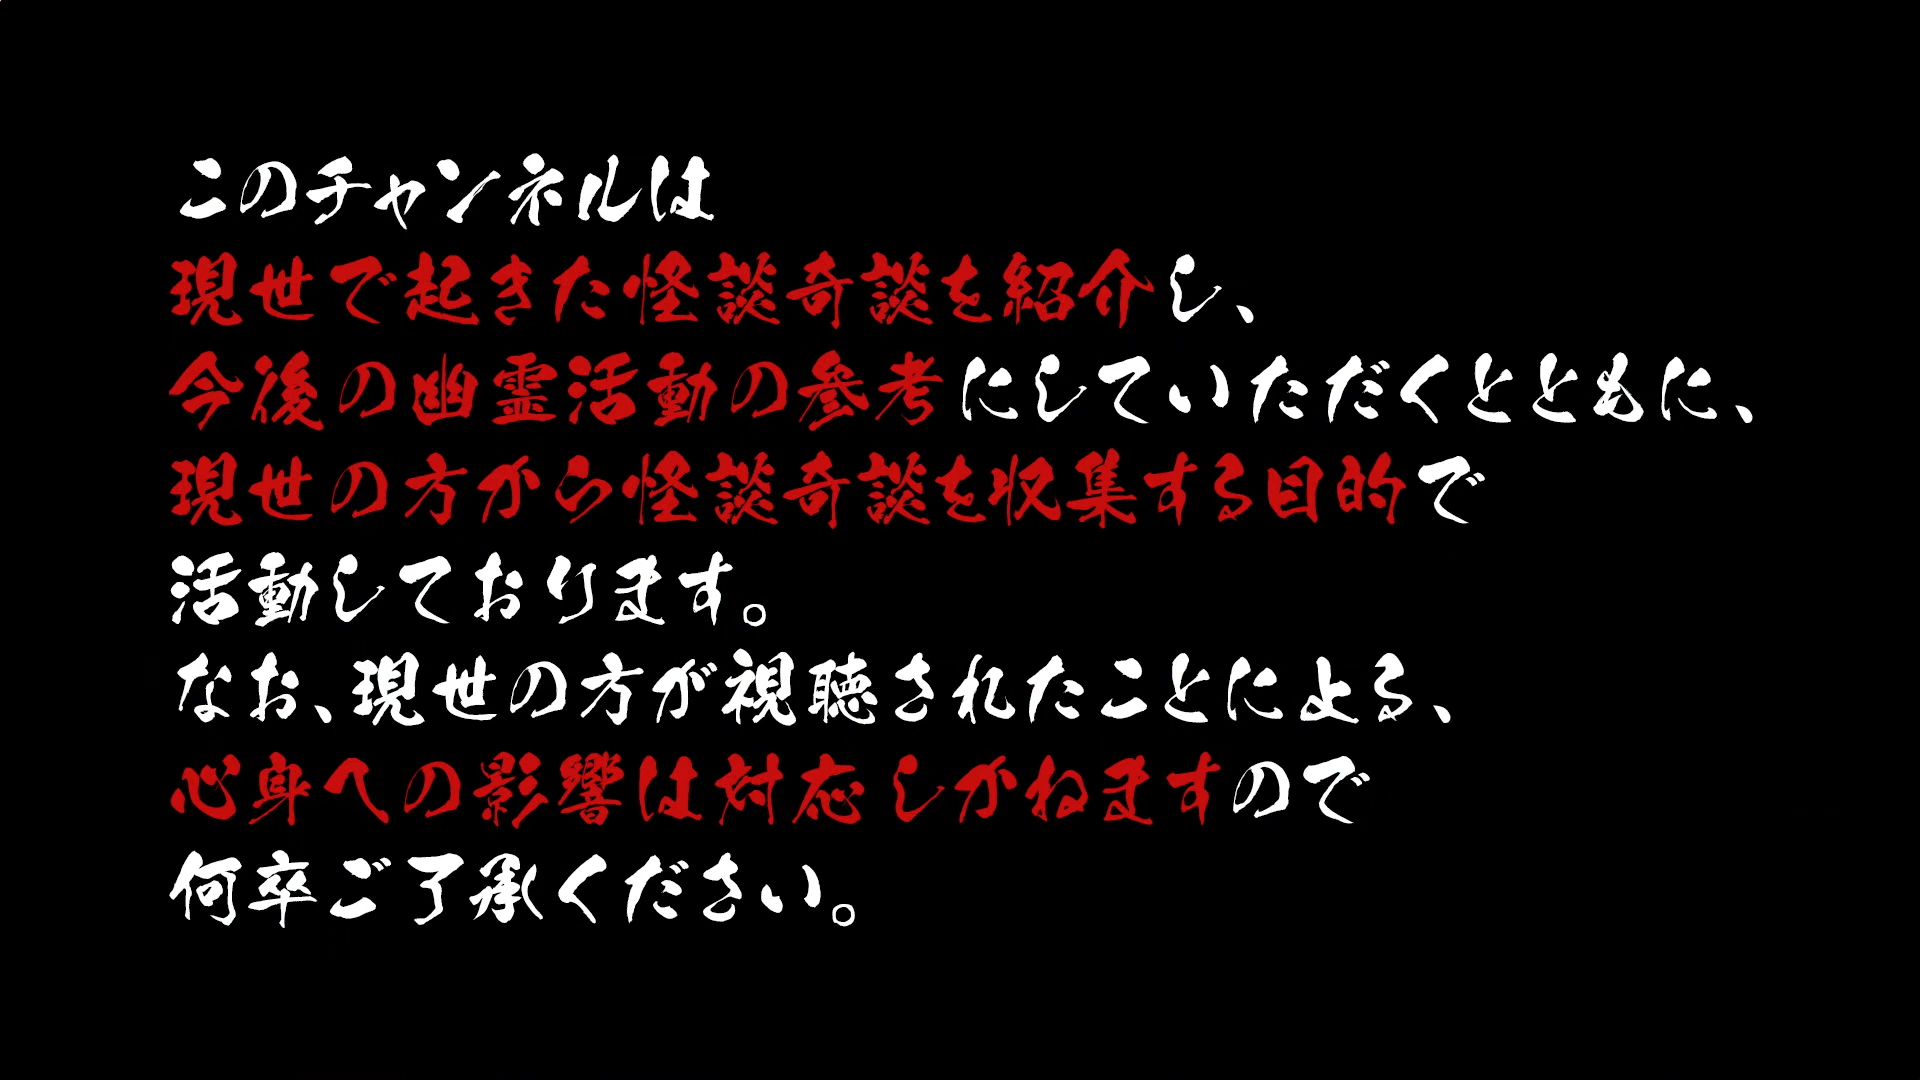 このチャンネルは
現世で起きた怪談奇談を紹介し、
今後の幽霊活動の参考にしていただくとともに、
現世の方から怪談奇談を収集する目的で
活動しております。
なお、現世の方が視聴されたことによる、
心身への影響は対応しかねますので
何卒ご了承ください。